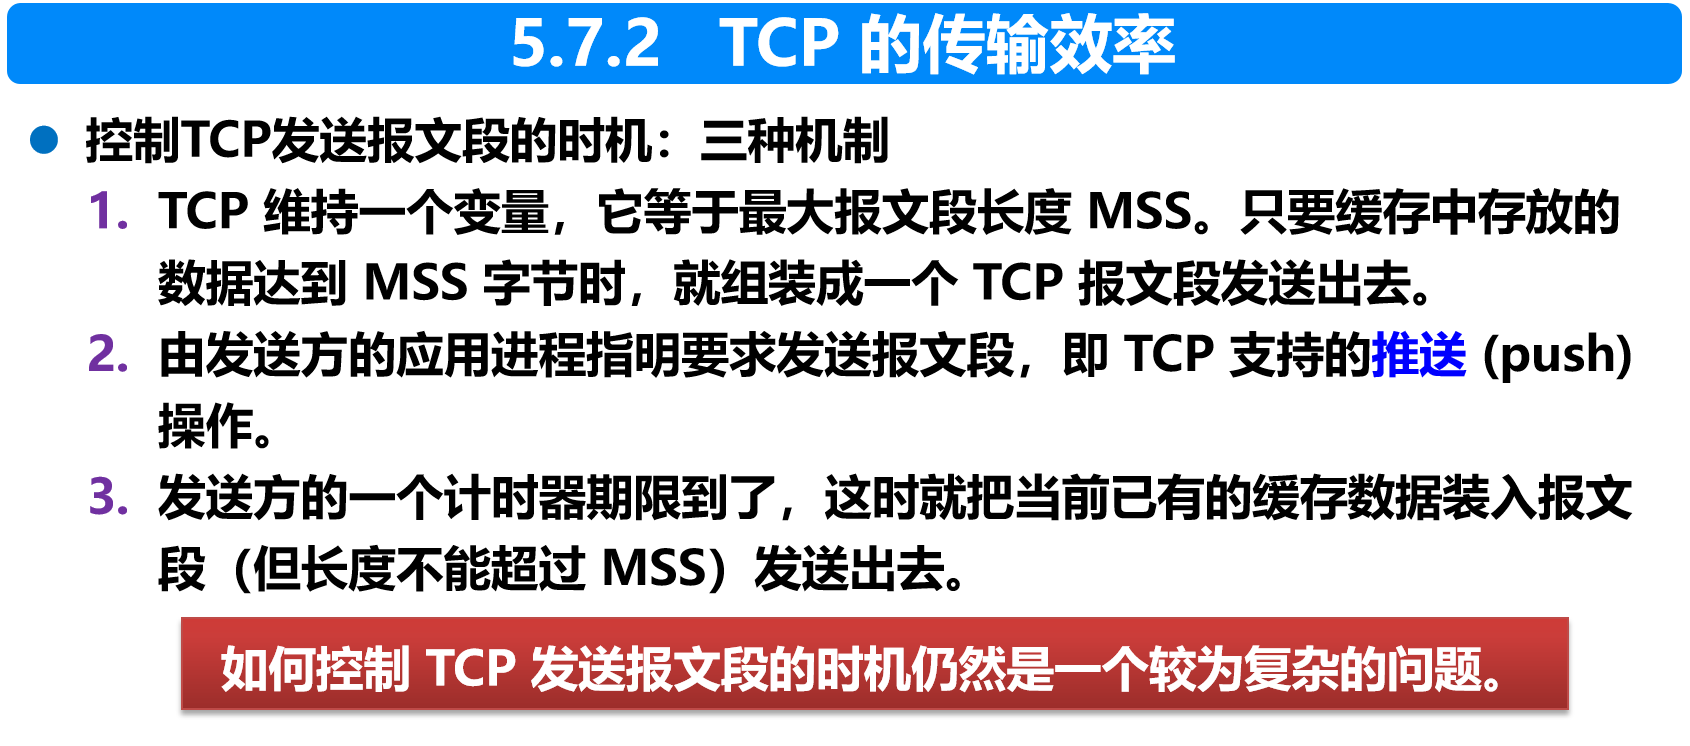 5.7.2 TCP 的传输效率
控制TCP发送报文段的时机：三种机制
1. TCP 维持一个变量，它等于最大报文段长度 MSS。只要缓存中存放的
数据达到 MSS 字节时，就组装成一个 TCP 报文段发送出去。
2. 由发送方的应用进程指明要求发送报文段，即 TCP 支持的推送 (push)
操作。
3. 发送方的一个计时器期限到了，这时就把当前已有的缓存数据装入报文
段（但长度不能超过 MSS）发送出去。
如何控制 TCP 发送报文段的时机仍然是一个较为复杂的问题。